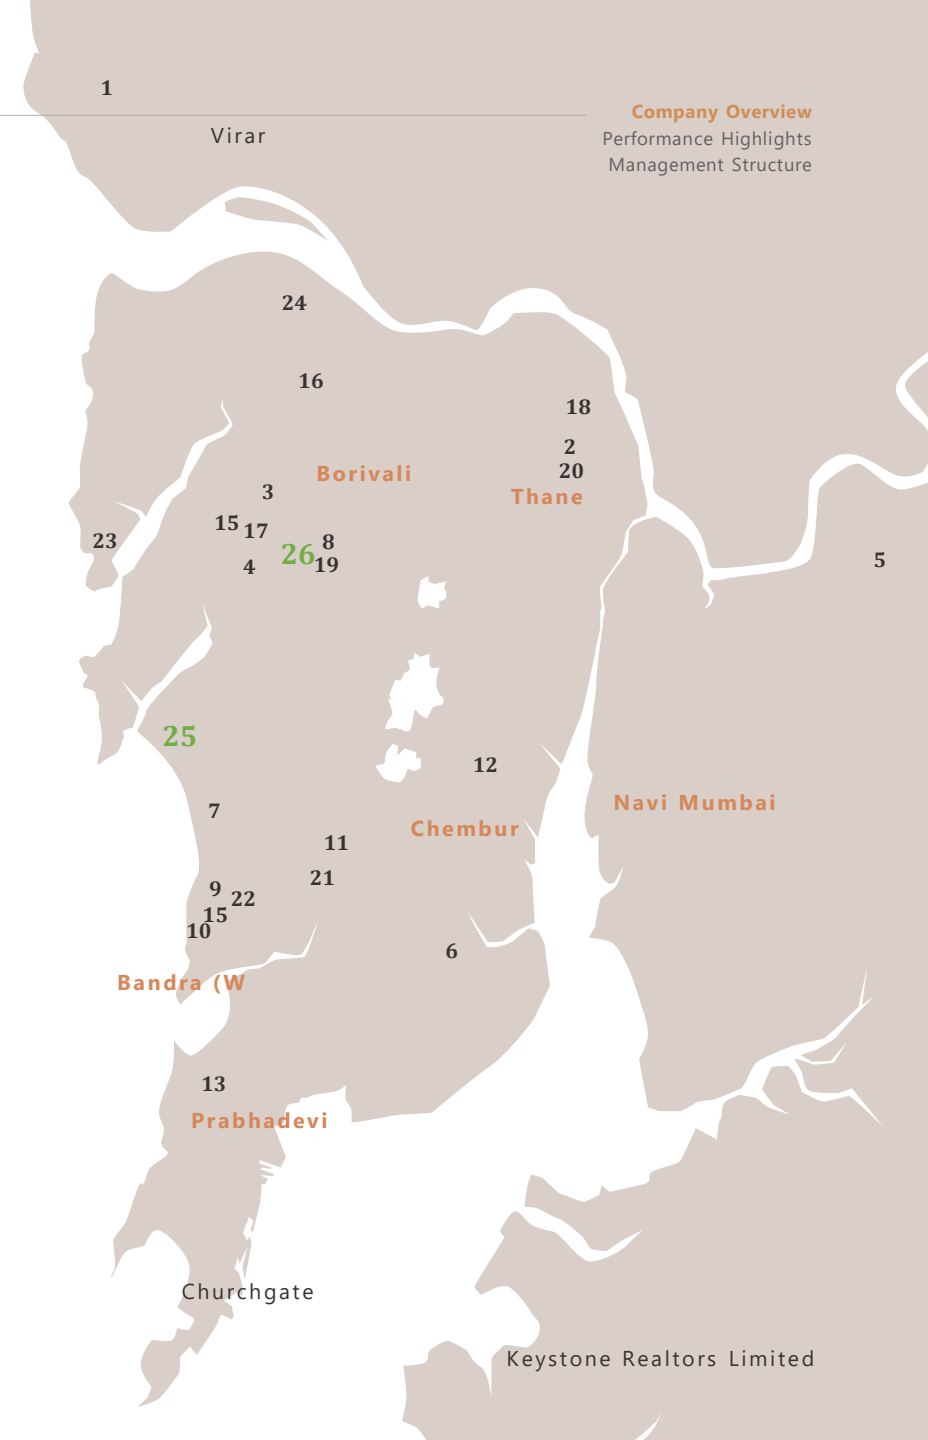 1
Company Overview
Virar
Performance Highlights
Management Structure
24
16
18
2
Borivali
20
3
Thane
15
17
23
8
26
5
4
19
25
12
7
Navi Mumbai
Chembur
11
21
9
22
15
10
6
Bandra (W
13
Prabhadevi
Churchgate
Keystone Realtors Limited